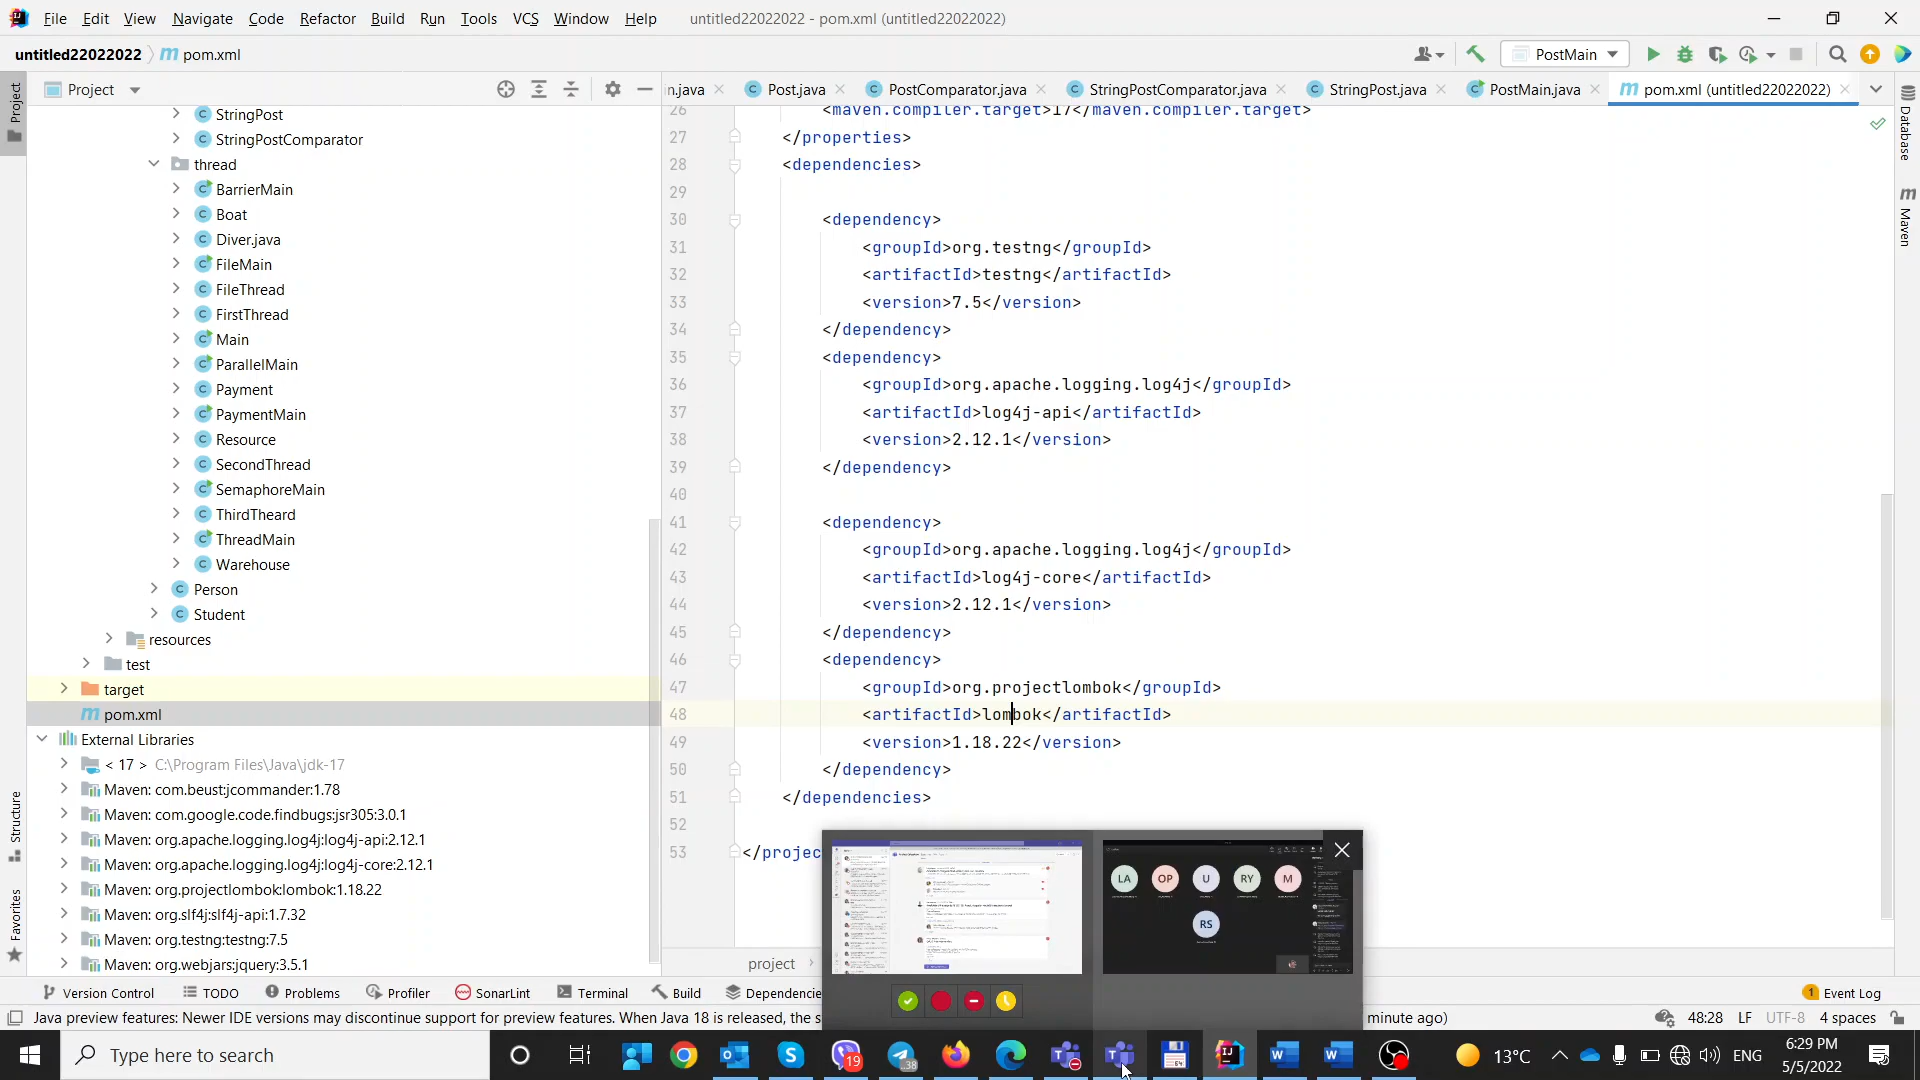 File Edit View Navigate Code Refactor Build Run Tools VCS Window Help untitled22022022 - pom.xml (untitled22022022)
untitled22022022 pom.xml PostMain
Project n.java Post.java PostComparator.java StringPostComparator.java StringPost.java PostMain.java pom.xml (untitled22022022)
Project
Structure
Favorites
Database
Maven
StringPost
StringPostComparator
thread
BarrierMain
Boat
Diver.java
FileMain
FileThread
FirstThread
Main
ParallelMain
Payment
PaymentMain
Resource
SecondThread
SemaphoreMain
ThirdTheard
ThreadMain
Warehouse
Person
Student
resources
test
target
pom.xml
External Libraries
< 17 > C:\Program Files\Java\jdk-17
Maven: com.beust:jcommander:1.78
Maven: com.google.code.findbugs:jsr305:3.0.1
Maven: org.apache.logging.log4j:log4j-api:2.12.1
Maven: org.apache.logging.log4j:log4j-core:2.12.1
Maven: org.projectlombok:lombok:1.18.22
Maven: org.slf4j:slf4j-api:1.7.32
Maven: org.testng:testng:7.5
Maven: org.webjars:jquery:3.5.1
26 <maven.compiler.target>17</maven.compiler.target>
27 </properties>
28 <dependencies>
29
30 <dependency>
31 <groupId>org.testng</groupId>
32 <artifactId>testng</artifactId>
33 <version>7.5</version>
34 </dependency>
35 <dependency>
36 <groupId>org.apache.logging.log4j</groupId>
37 <artifactId>log4j-api</artifactId>
38 <version>2.12.1</version>
39 </dependency>
40
41 <dependency>
42 <groupId>org.apache.logging.log4j</groupId>
43 <artifactId>log4j-core</artifactId>
44 <version>2.12.1</version>
45 </dependency>
46 <dependency>
47 <groupId>org.projectlombok</groupId>
48 <artifactId>lombok</artifactId>
49 <version>1.18.22</version>
50 </dependency>
51 </dependencies>
52
53 </projec
LA OP U RY M
RS
project
Version Control TODO Problems Profiler SonarLint Terminal Build Dependencie 1 Event Log
Java preview features: Newer IDE versions may discontinue support for preview features. When Java 18 is released, the s minute ago) 48:28 LF UTF-8 4 spaces
Type here to search 19 38 13°C ENG 6:29 PM
5/5/2022